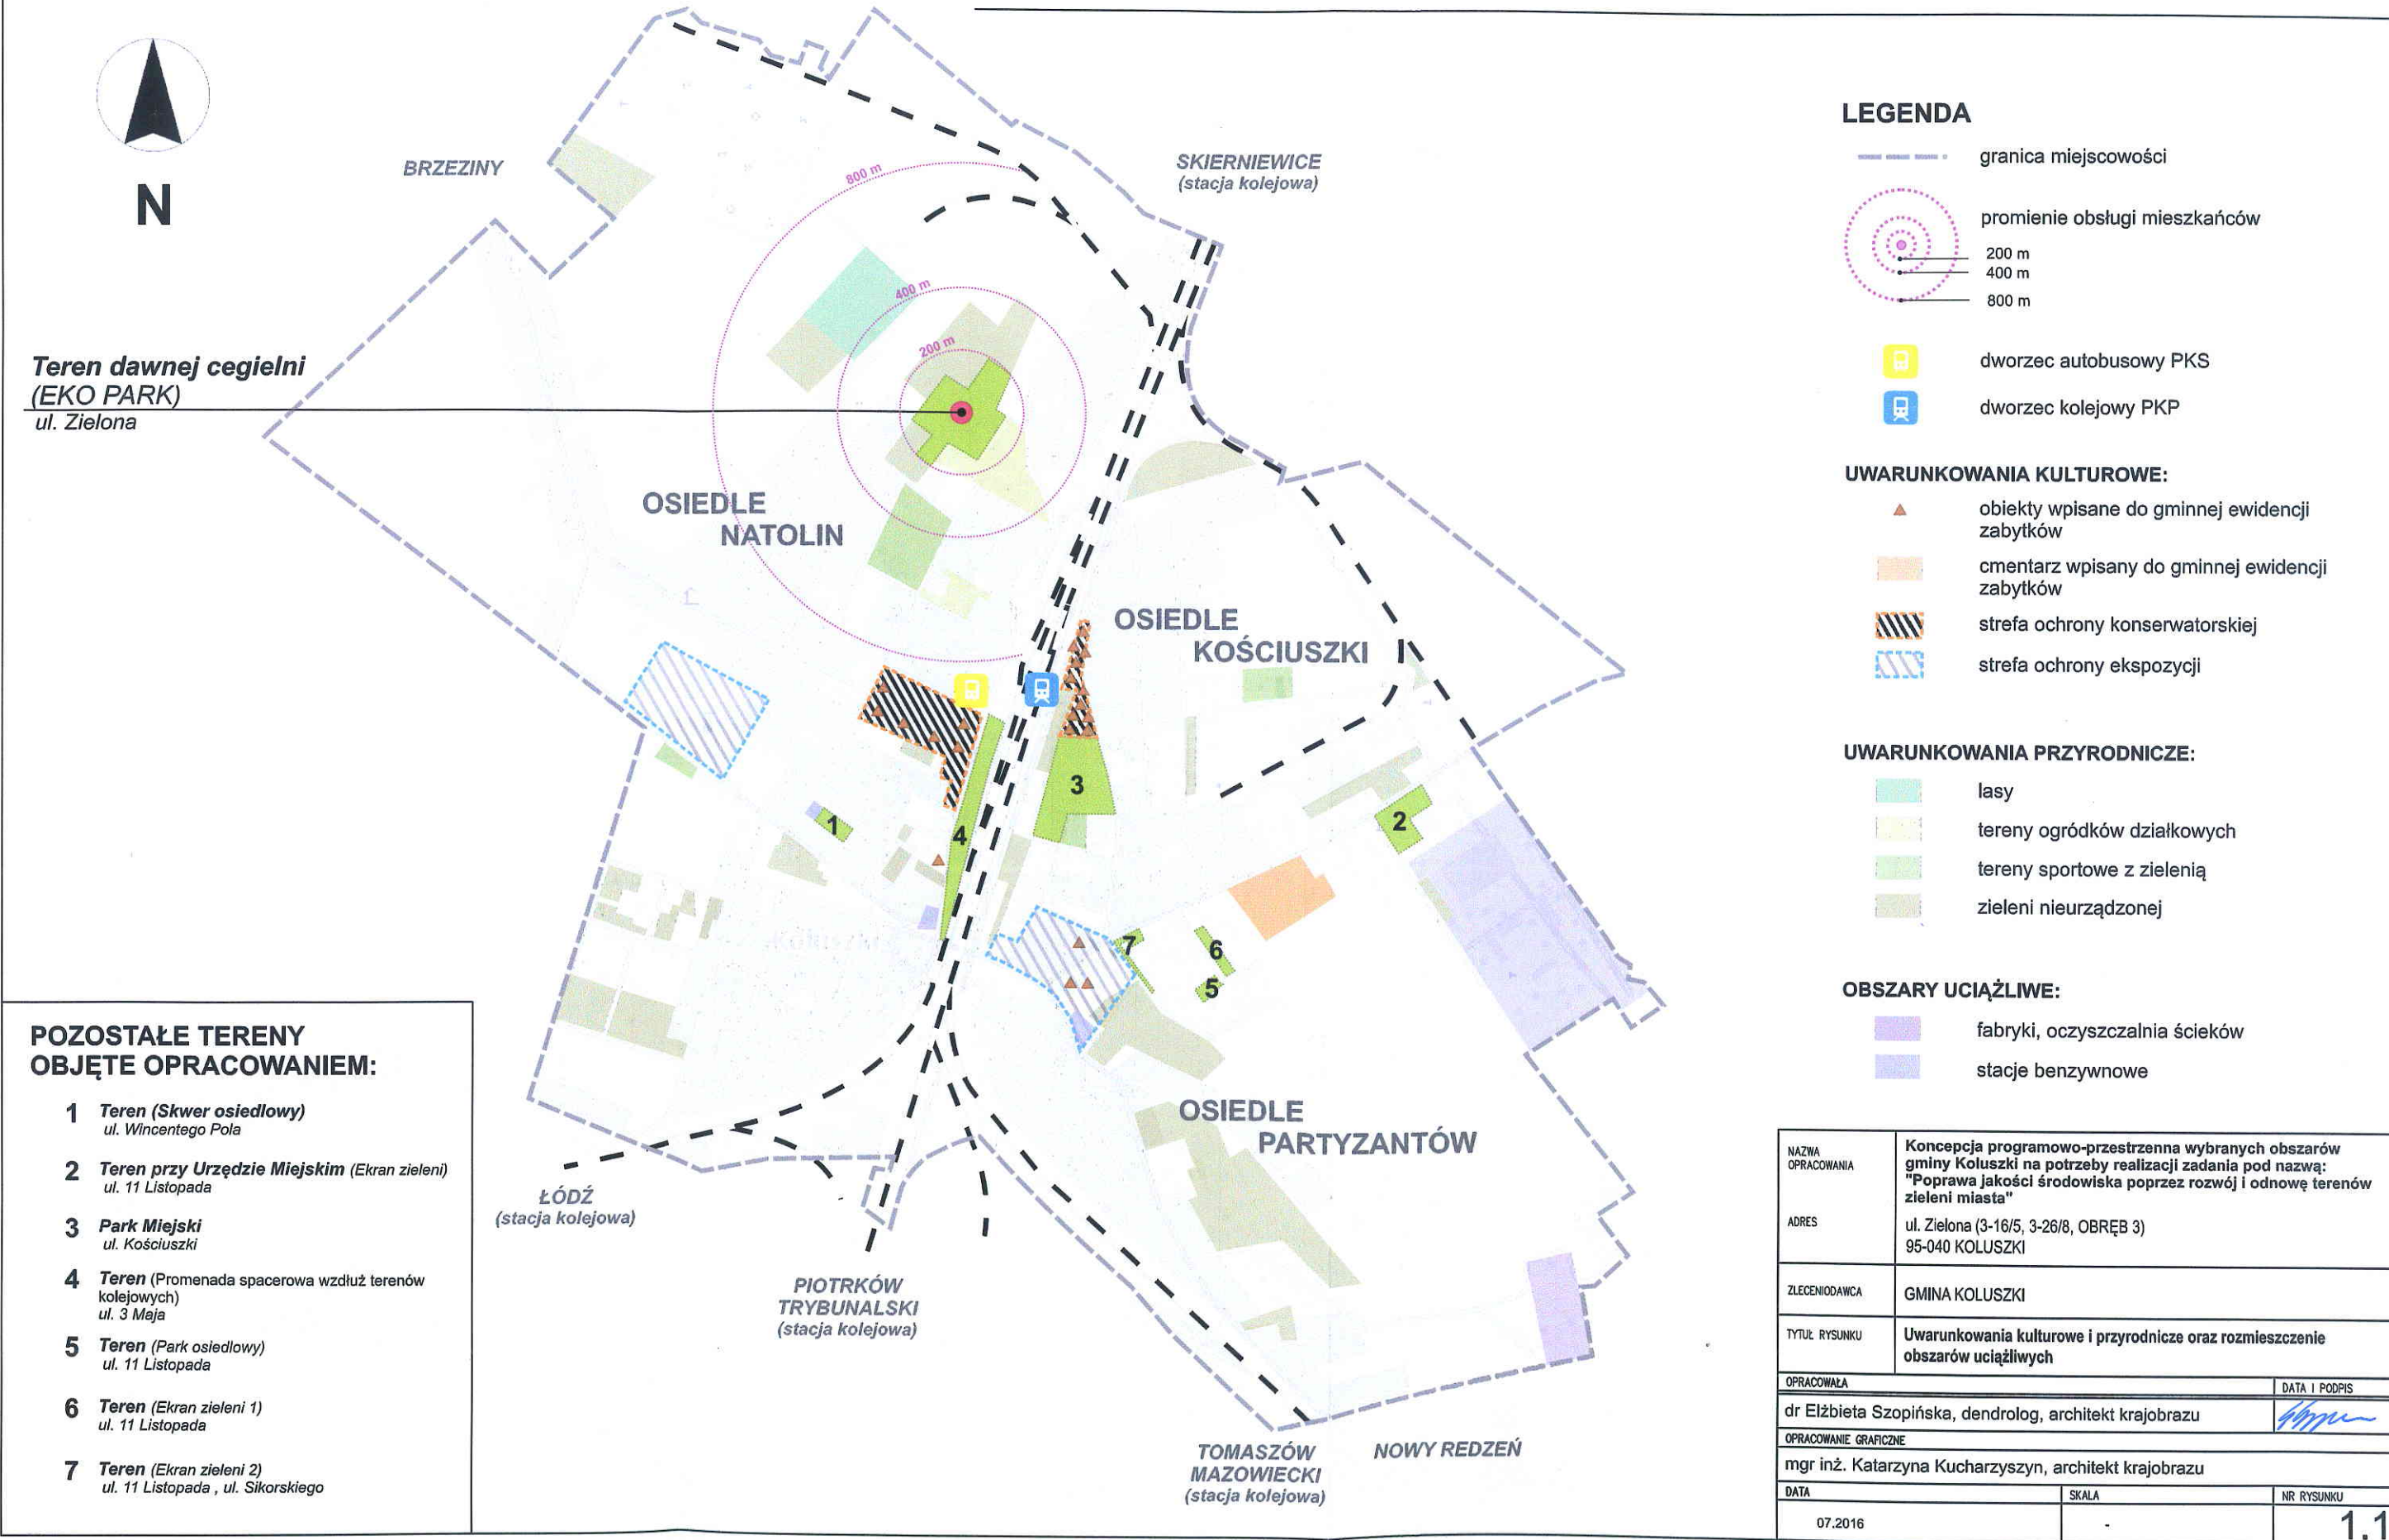 N
BRZEZINY
SKIERNIEWICE
(stacja kolejowa)
800 m
400 m
200 m
Teren dawnej cegielni
(EKO PARK)
ul. Zielona
OSIEDLE
NATOLIN
OSIEDLE
KOŚCIUSZKI
3
1
4
2
7
6
5
OSIEDLE
PARTYZANTÓW
ŁÓDŹ
(stacja kolejowa)
PIOTRKÓW
TRYBUNALSKI
(stacja kolejowa)
TOMASZÓW
MAZOWIECKI
(stacja kolejowa)
NOWY REDZEŃ
POZOSTAŁE TERENY
OBJĘTE OPRACOWANIEM:
1 Teren (Skwer osiedlowy)
ul. Wincentego Pola
2 Teren przy Urzędzie Miejskim (Ekran zieleni)
ul. 11 Listopada
3 Park Miejski
ul. Kościuszki
4 Teren (Promenada spacerowa wzdłuż terenów
kolejowych)
ul. 3 Maja
5 Teren (Park osiedlowy)
ul. 11 Listopada
6 Teren (Ekran zieleni 1)
ul. 11 Listopada
7 Teren (Ekran zieleni 2)
ul. 11 Listopada , ul. Sikorskiego
LEGENDA
granica miejscowości
promienie obsługi mieszkańców
200 m
400 m
800 m
dworzec autobusowy PKS
dworzec kolejowy PKP
UWARUNKOWANIA KULTUROWE:
obiekty wpisane do gminnej ewidencji
zabytków
cmentarz wpisany do gminnej ewidencji
zabytków
strefa ochrony konserwatorskiej
strefa ochrony ekspozycji
UWARUNKOWANIA PRZYRODNICZE:
lasy
tereny ogródków działkowych
tereny sportowe z zielenią
zieleni nieurządzonej
OBSZARY UCIĄŻLIWE:
fabryki, oczyszczalnia ścieków
stacje benzywnowe
NAZWA
OPRACOWANIA
Koncepcja programowo-przestrzenna wybranych obszarów
gminy Koluszki na potrzeby realizacji zadania pod nazwą:
"Poprawa jakości środowiska poprzez rozwój i odnowę terenów
zieleni miasta"
ADRES
ul. Zielona (3-16/5, 3-26/8, OBRĘB 3)
95-040 KOLUSZKI
ZLECENIODAWCA
GMINA KOLUSZKI
TYTUŁ RYSUNKU
Uwarunkowania kulturowe i przyrodnicze oraz rozmieszczenie
obszarów uciążliwych
OPRACOWAŁA
DATA I PODPIS
dr Elżbieta Szopińska, dendrolog, architekt krajobrazu
OPRACOWANIE GRAFICZNE
mgr inż. Katarzyna Kucharzyszyn, architekt krajobrazu
DATA
SKALA
NR RYSUNKU
07.2016
-
1.1